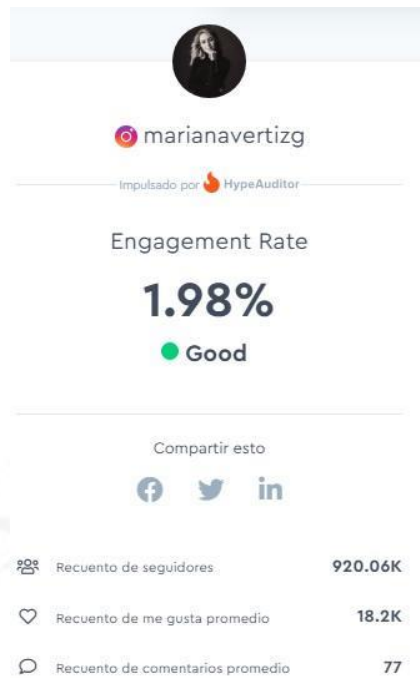 marianavertizg
Impulsado por HypeAuditor
Engagement Rate
1.98%
Good
Compartir esto
Recuento de seguidores 920.06K
Recuento de me gusta promedio 18.2K
Recuento de comentarios promedio 77